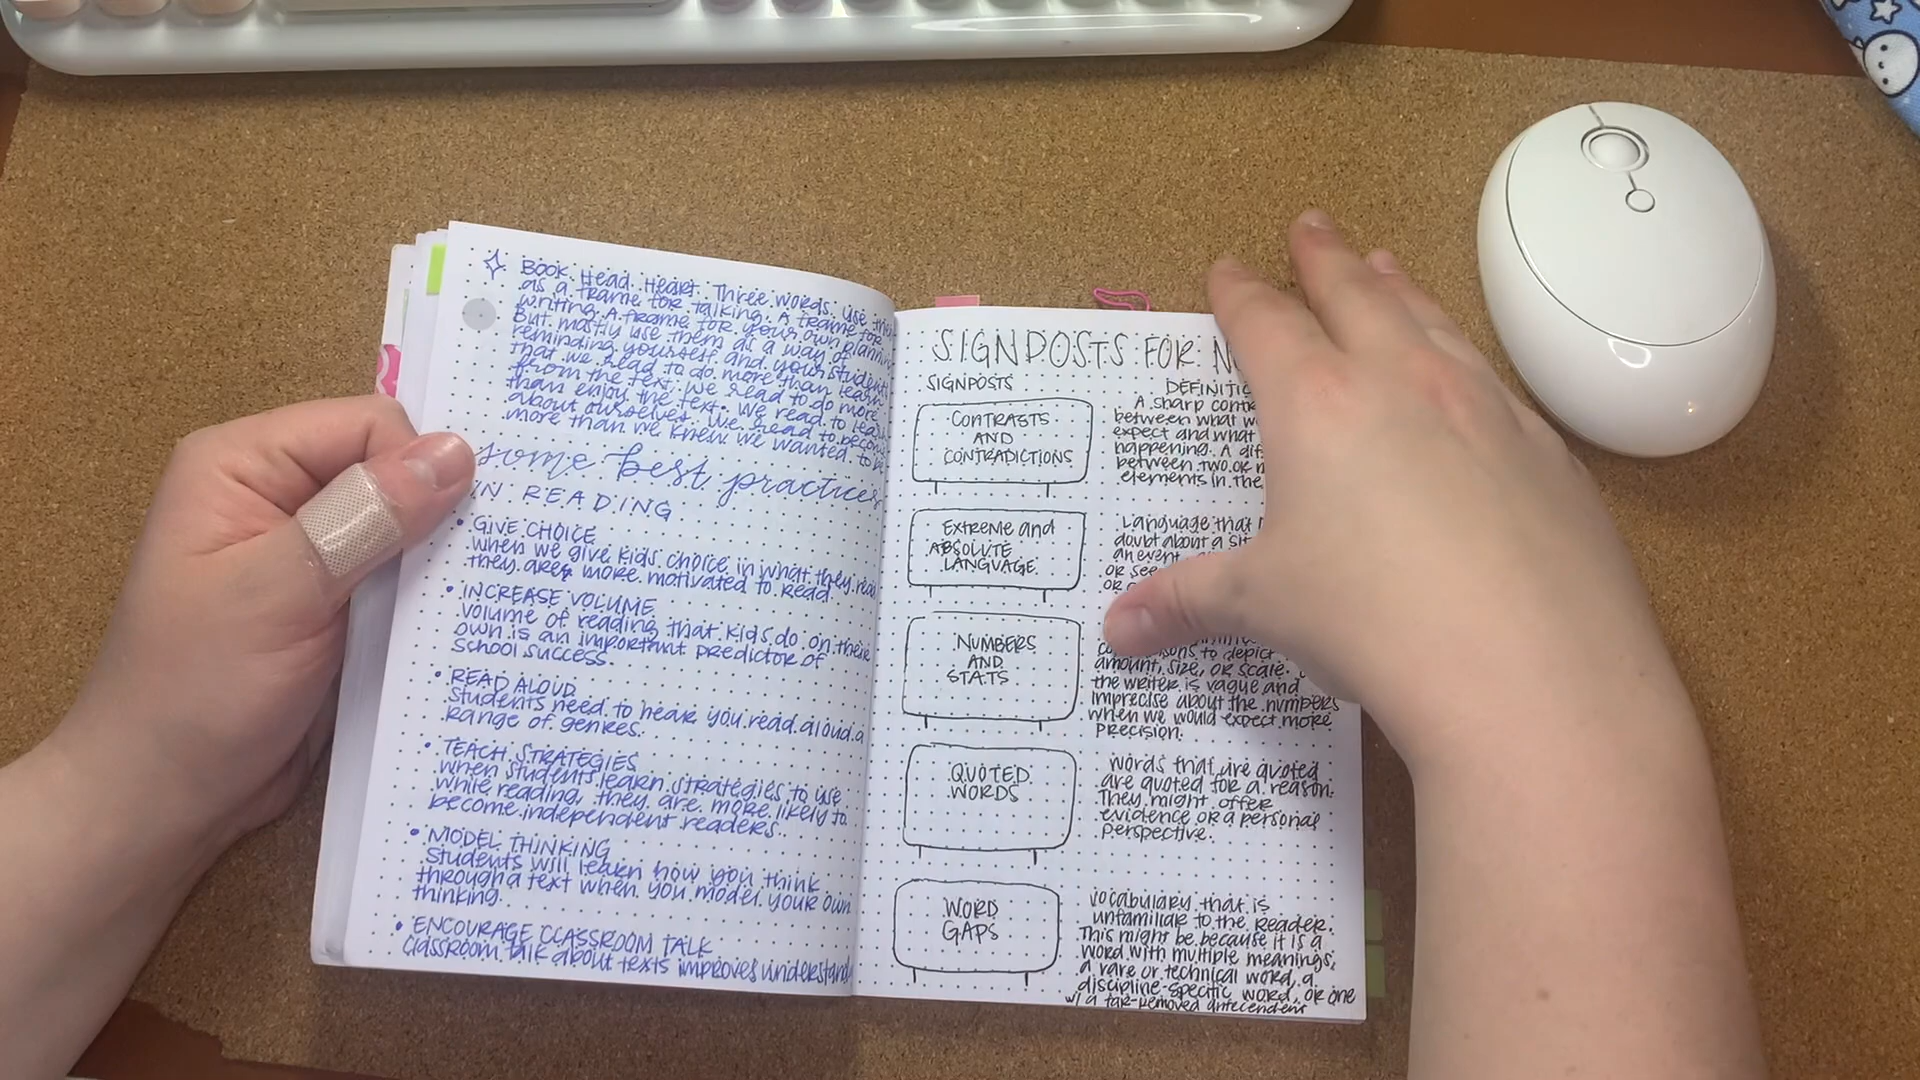 Book. Head. Heart. Three words. Use
as a frame for talking. A frame for
writing. A frame for your own
But mostly use them as a way of
reminding yourself and your
that we read to do more than learn
from the text. We read to do more
than enjoy the text. We read to
about ourselves. We read to
more than we knew we wanted to
some best practices
IN READING
• GIVE CHOICE
when we give kids choice in what they
they are more motivated to read.
• INCREASE VOLUME
Volume of reading that kids do on their
own is an important predictor of
School success.
• READ ALOUD
Students need to hear you read aloud a
range of genres.
• TEACH STRATEGIES
when students learn strategies to use
while reading, they are more likely to
become independent readers.
• MODEL THINKING
Students will learn how you think
through a text when you model your own
thinking.
• ENCOURAGE CLASSROOM TALK
Classroom talk about texts improves
SIGNPOSTS FOR
SIGNPOSTS
CONTRASTS
AND
CONTRADICTIONS
A sharp
between what
expect and what
happening. A
between two or
elements in the
Extreme and
ABSOLUTE
LANGUAGE
Language that
doubt about a
an event
or
or
NUMBERS
AND
STATS
to depict
amount, size, or scale.
the writer is vague and
imprecise about the numbers
when we would expect more
precision.
QUOTED
WORDS
Words that are quoted
are quoted for a reason.
They might offer
evidence or a personal
perspective.
WORD
GAPS
Vocabulary that is
unfamiliar to the reader.
This might be because it is a
word with multiple meanings,
a rare or technical word, a
discipline-specific word, or one
w/ a far-removed antecendent